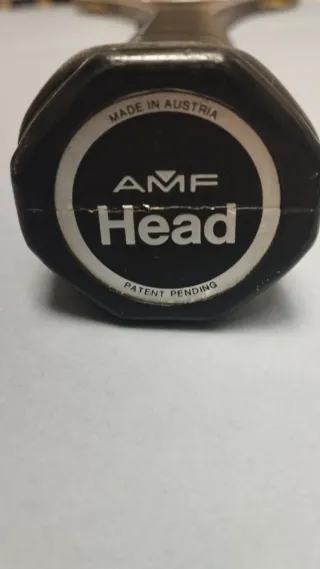 MADE IN AUSTRIA
AMF
Head
PATENT PENDING